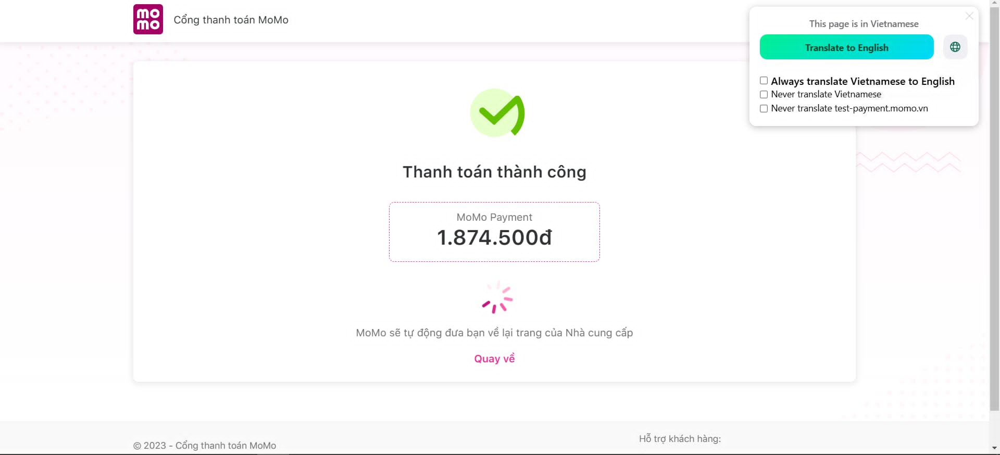 mo
mo
Cổng thanh toán MoMo
This page is in Vietnamese
Translate to English
Always translate Vietnamese to English
Never translate Vietnamese
Never translate test-payment.momo.vn
Thanh toán thành công
MoMo Payment
1.874.500đ
MoMo sẽ tự động đưa bạn về lại trang của Nhà cung cấp
Quay về
© 2023 - Cổng thanh toán MoMo
Hỗ trợ khách hàng: